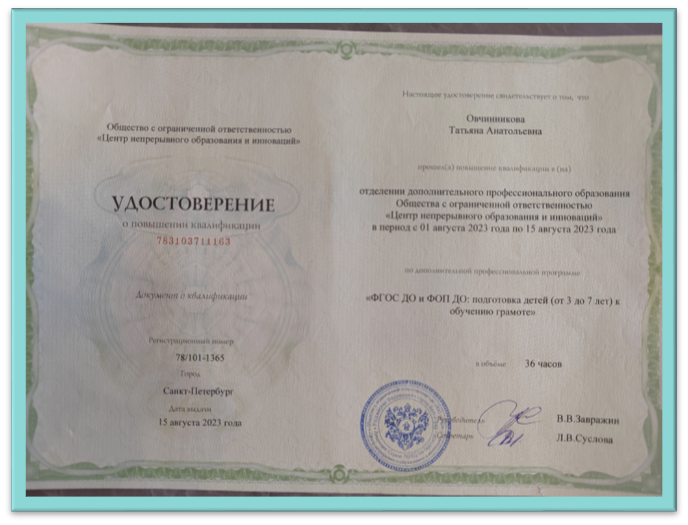 Общество с ограниченной ответственностью
«Центр непрерывного образования и инноваций»
УДОСТОВЕРЕНИЕ
о повышении квалификации
783103711163
Документ о квалификации
Регистрационный номер
78/101-1365
Город
Санкт-Петербург
Дата выдачи
15 августа 2023 года
Настоящее удостоверение свидетельствует о том, что
Овчинникова
Татьяна Анатольевна
прошел(а) повышение квалификации в (на)
отделении дополнительного профессионального образования
Общества с ограниченной ответственностью
«Центр непрерывного образования и инноваций»
в период с 01 августа 2023 года по 15 августа 2023 года
по дополнительной профессиональной программе
«ФГОС ДО и ФОП ДО: подготовка детей (от 3 до 7 лет) к
обучению грамоте»
в объёме 36 часов
Руководитель В.В.Завражин
Секретарь Л.В.Суслова